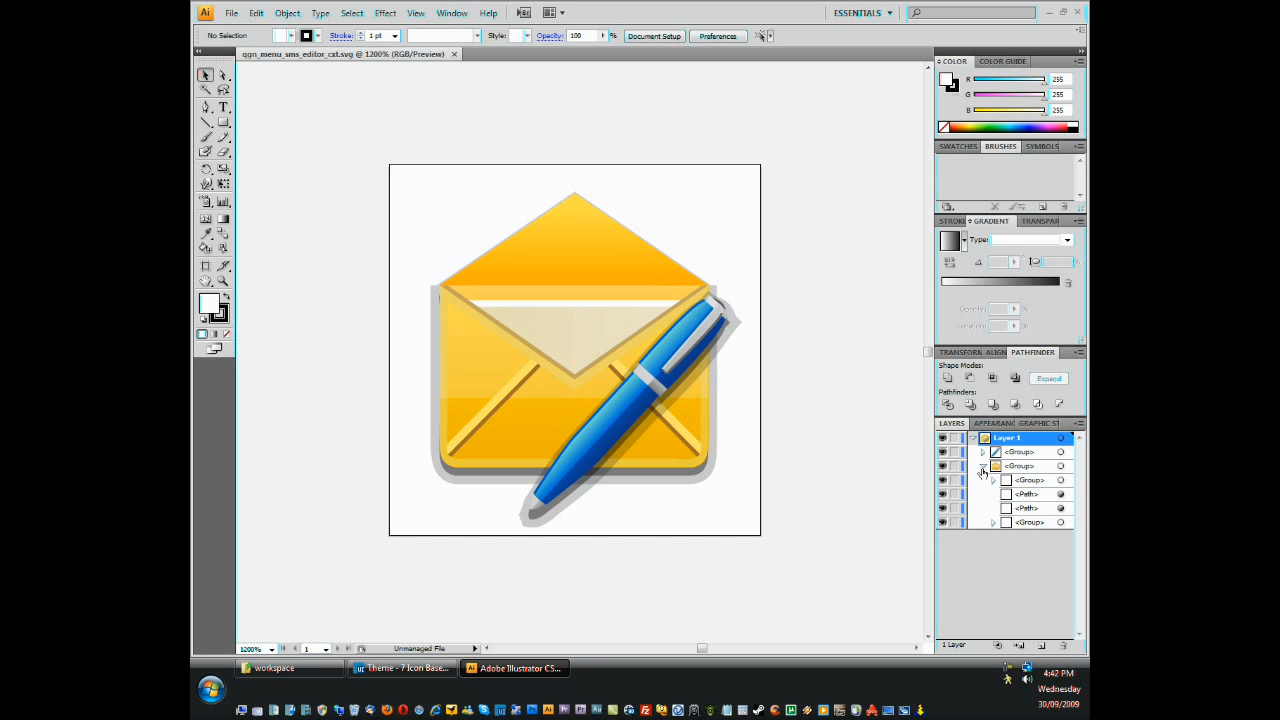 Ai File Edit Object Type Select Effect View Window Help Br ESSENTIALS
No Selection Stroke: 1 pt Style: Opacity: 100 % Document Setup Preferences
qgn_menu_sms_editor_cxt.svg @ 1200% (RGB/Preview)
COLOR COLOR GUIDE
R 255
G 255
B 255
SWATCHES BRUSHES SYMBOLS
STROKE GRADIENT TRANSPAR
Type:
Opacity: %
Location: %
TRANSFORM ALIGN PATHFINDER
Shape Modes:
Expand
Pathfinders:
LAYERS APPEARANC GRAPHIC ST
Layer 1
<Group>
<Group>
<Group>
<Path>
<Path>
<Group>
1200% 1 Unmanaged File 1 Layer
workspace Theme - 7 Icon Base... Adobe Illustrator CS...
4:42 PM
Wednesday
30/09/2009